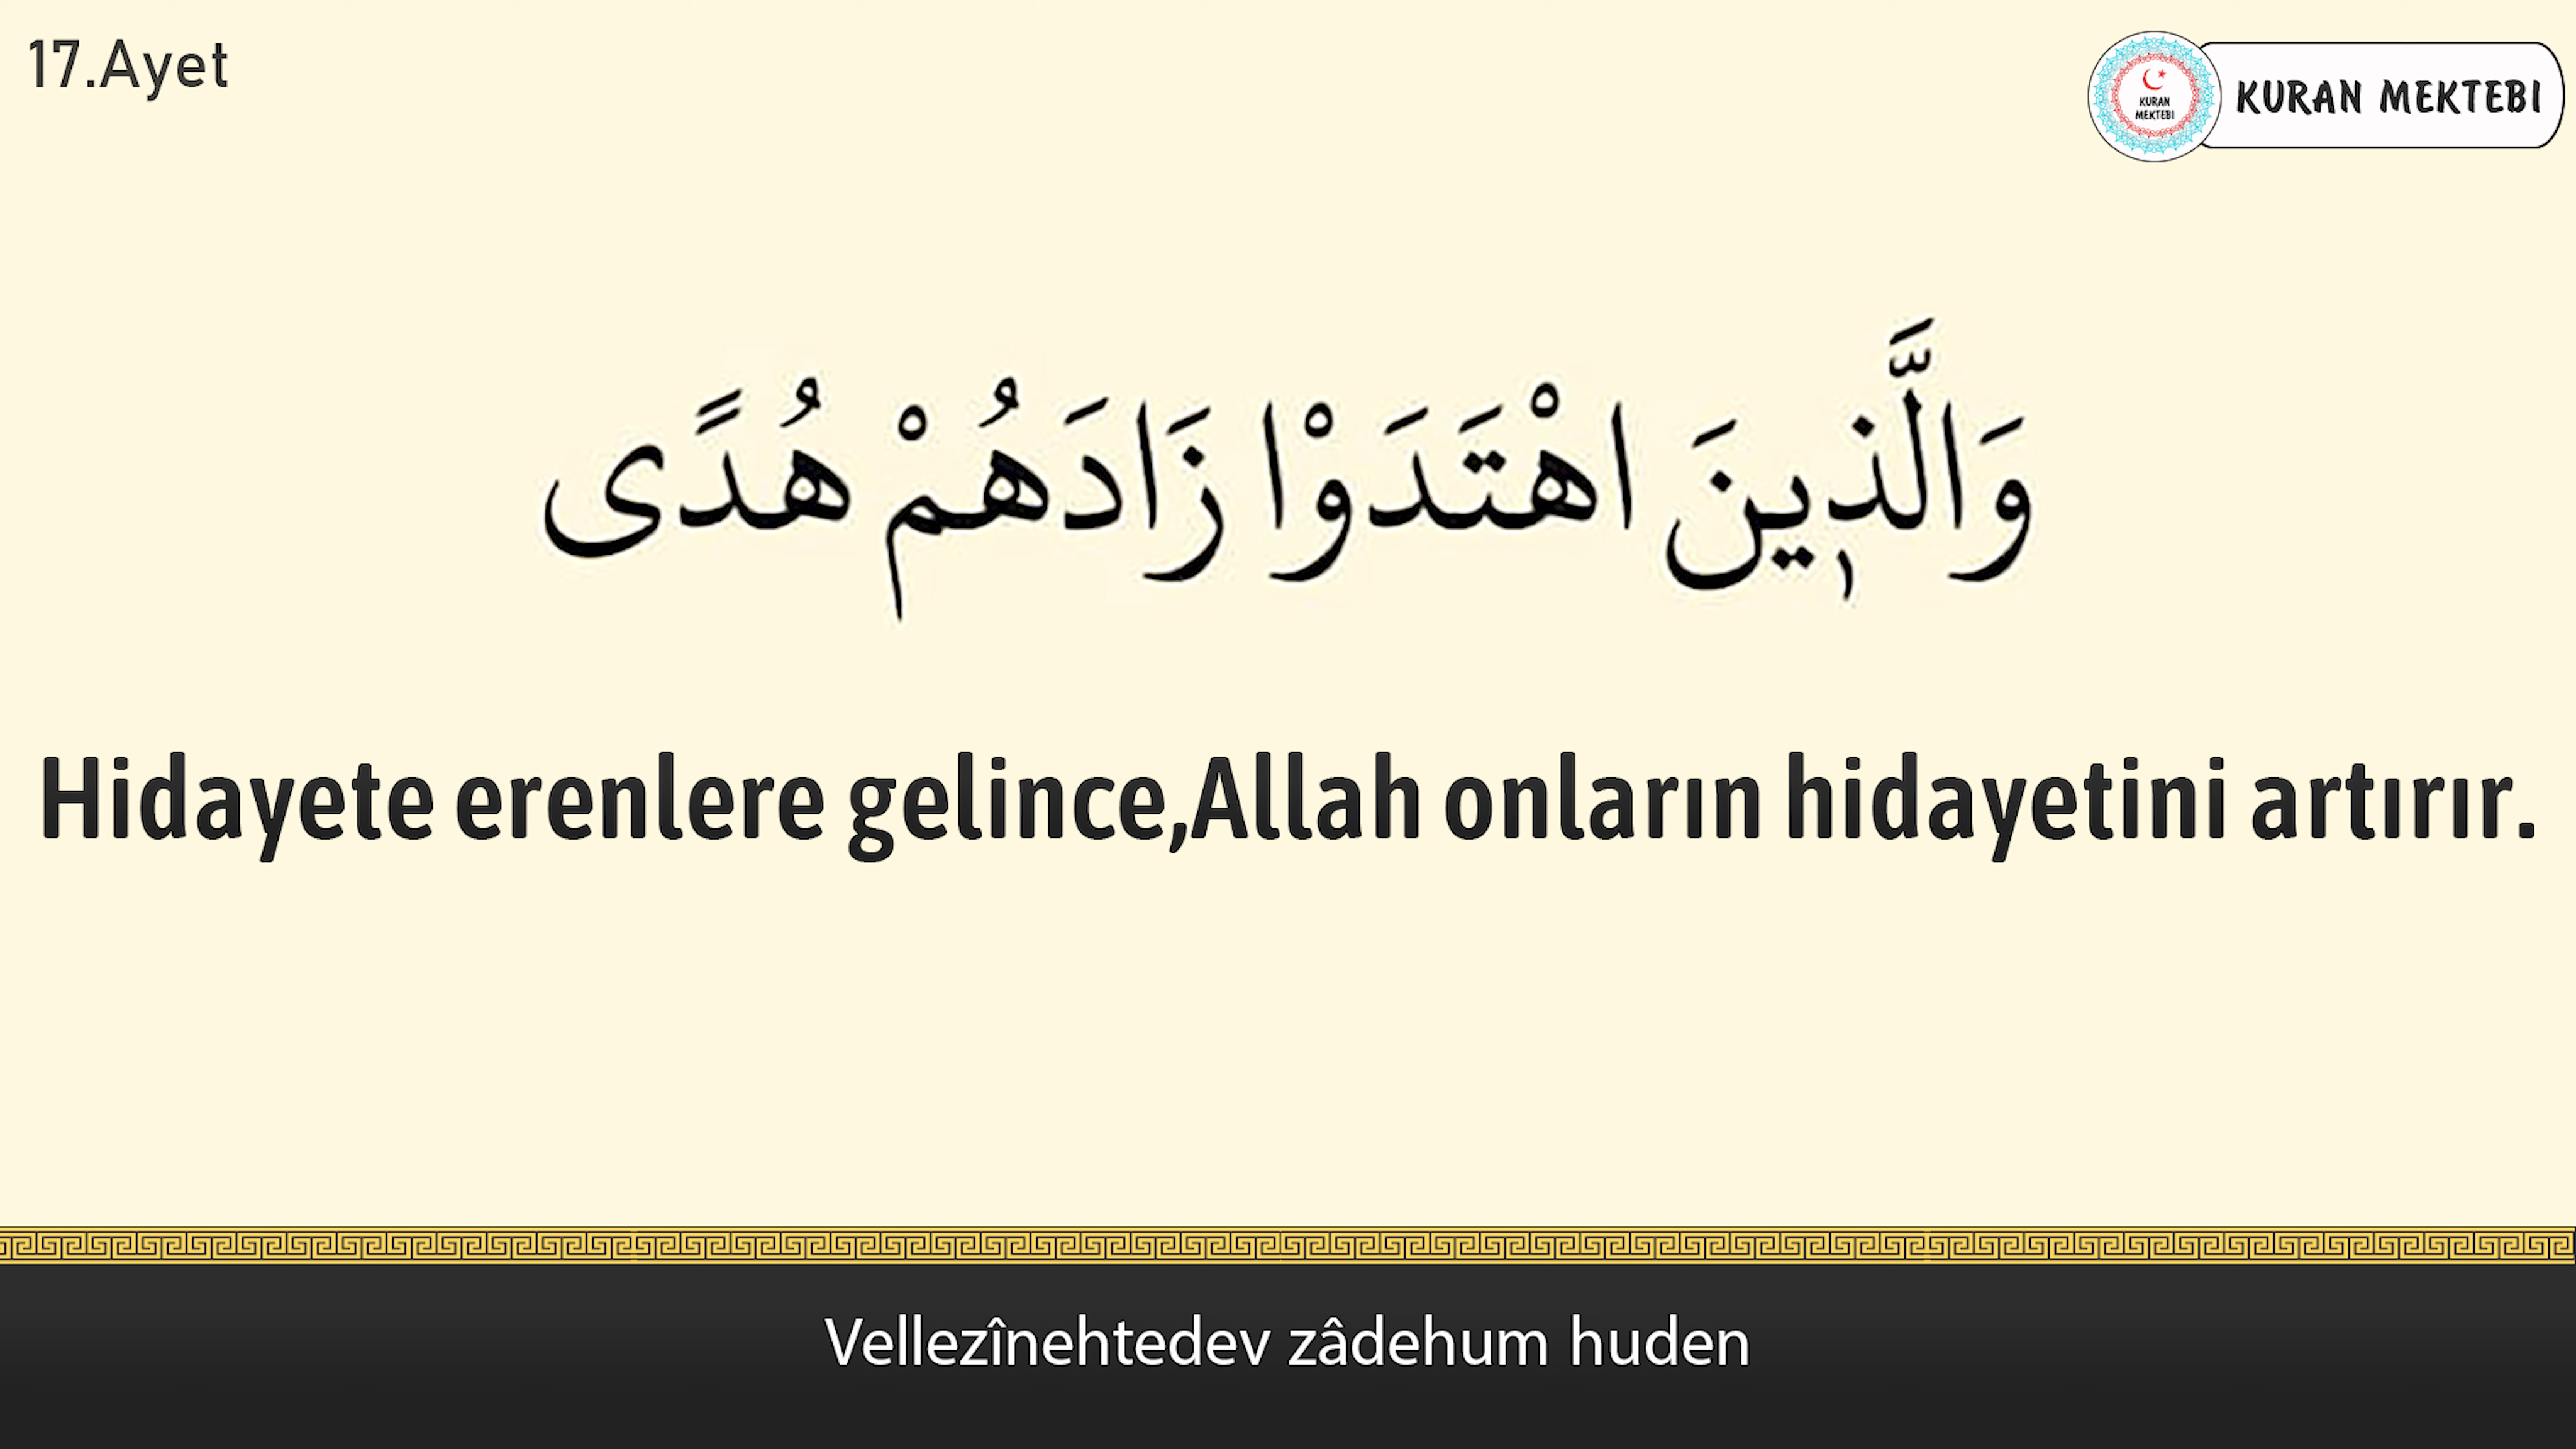 17.Ayet
KURAN
MEKTEBI
KURAN MEKTEBI
وَالَّذ۪ينَ اهْتَدَوْا زَادَهُمْ هُدًى
Hidayete erenlere gelince,Allah onların hidayetini artırır.
Vellezînehtedev zâdehum huden